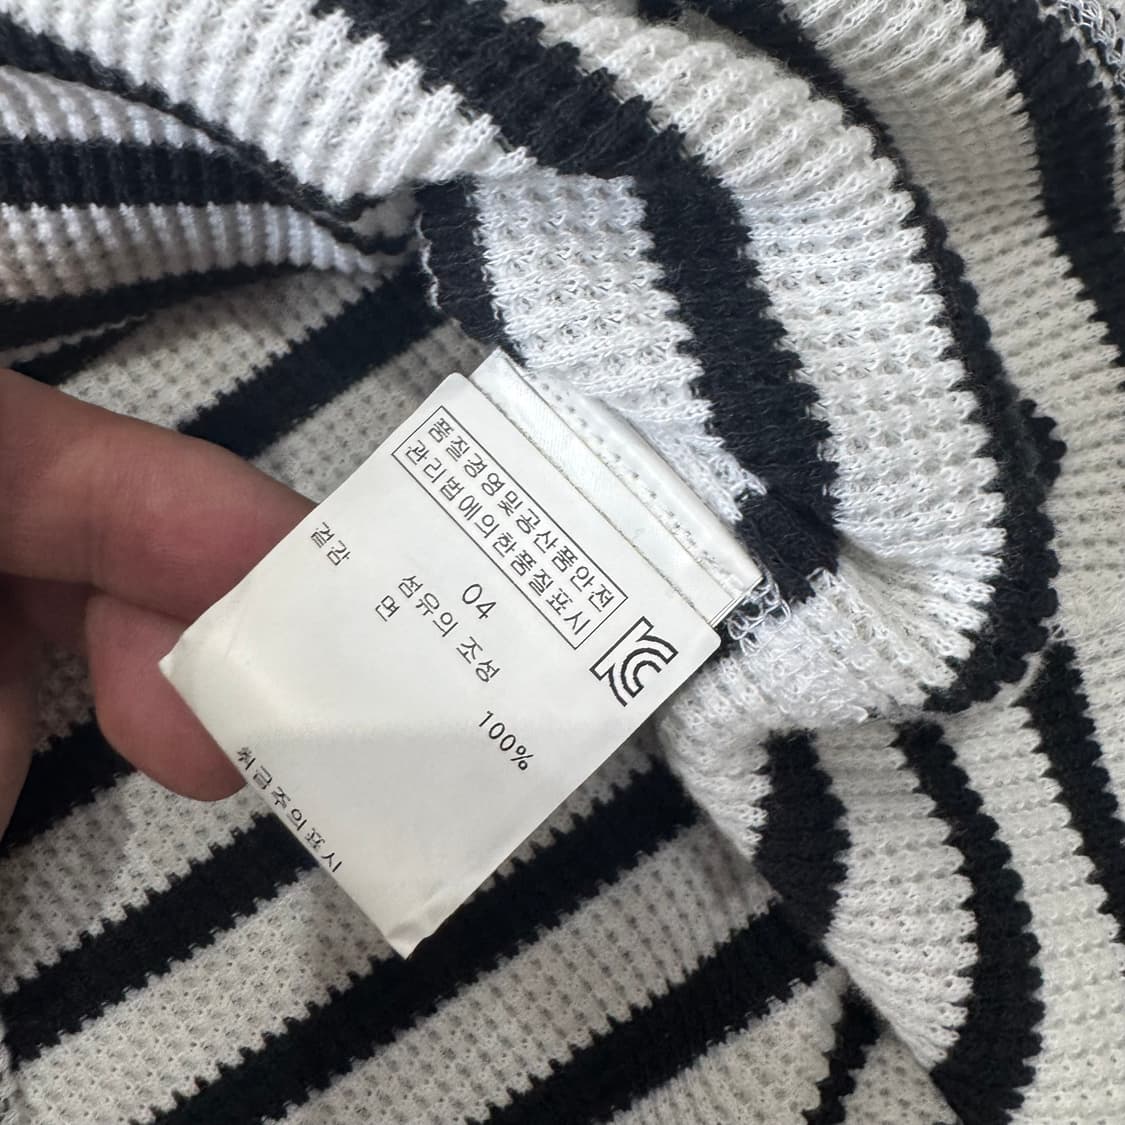 품질경영및공산품안전
관리법에의한품질표시
04
섬유의 조성
겉감
면
100%
취급주의표시